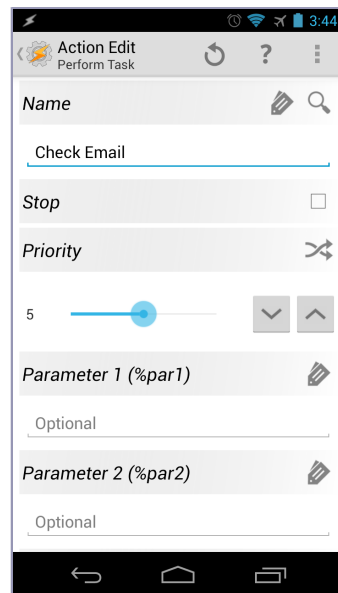 3:44
Action Edit
Perform Task
?
Name
Check Email
Stop
Priority
5
Parameter 1 (%par1)
Optional
Parameter 2 (%par2)
Optional